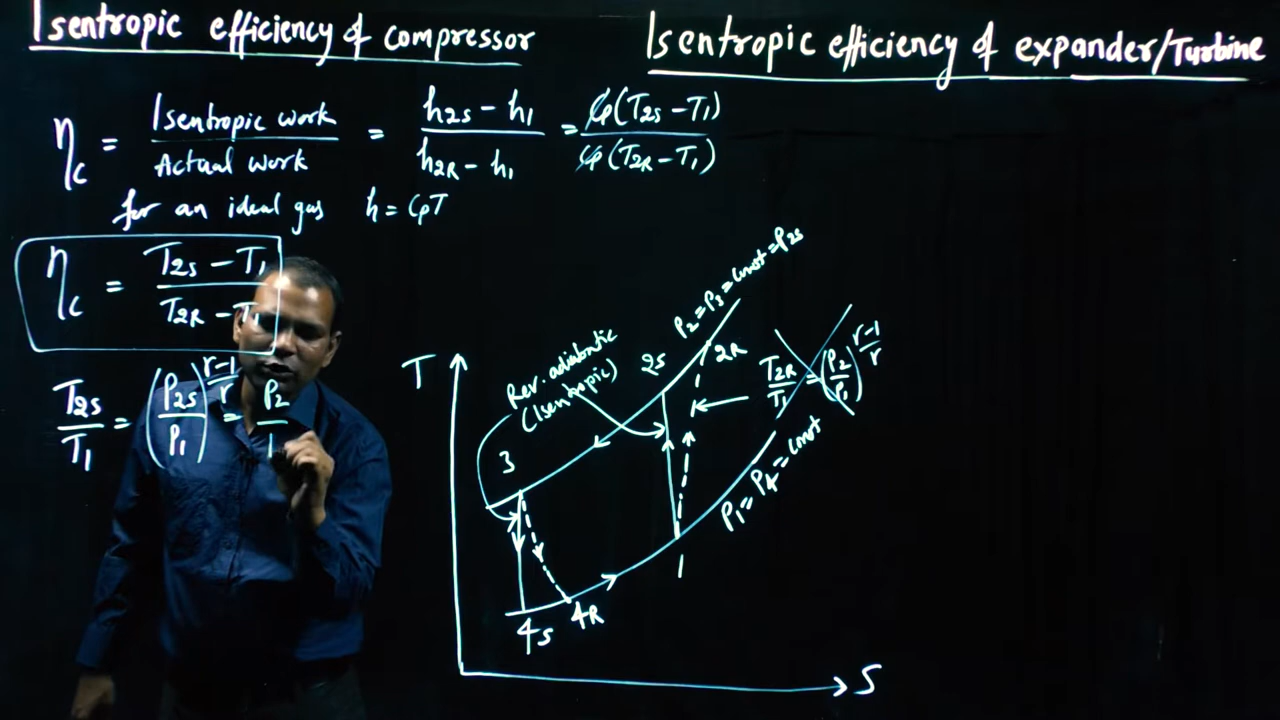 Isentropic efficiency of compressor
Isentropic efficiency of expander/Turbine
η_c = Isentropic work / Actual work = (h2s - h1) / (h2R - h1) = Cp(T2s - T1) / Cp(T2R - T1)
for an ideal gas h = CpT
η_c = (T2s - T1) / (T2R - T1)
T2s/T1 = (P2s/P1)^((r-1)/r) = P2/
P2 = P3 = Const = P2s
T
Rev. adiabatic
(Isentropic)
2s
2R
T2R/T1 = (P2/P1)^((r-1)/r)
3
P1 = P4 = Const
1
4s
4R
S